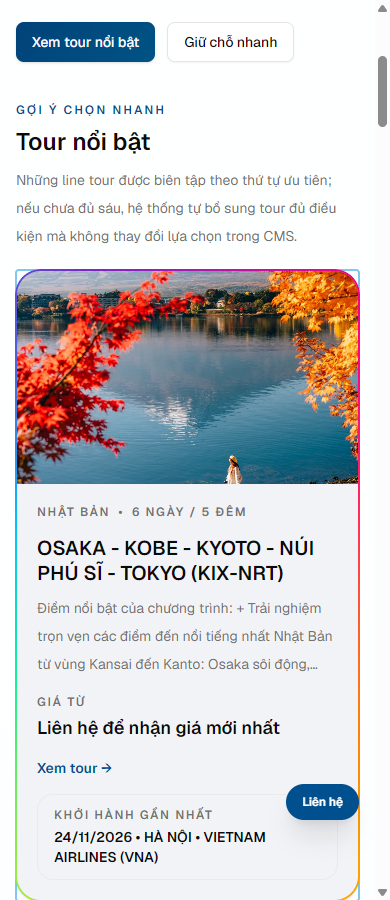 Xem tour nổi bật
Giữ chỗ nhanh
GỢI Ý CHỌN NHANH
Tour nổi bật
Những line tour được biên tập theo thứ tự ưu tiên;
nếu chưa đủ sáu, hệ thống tự bổ sung tour đủ điều
kiện mà không thay đổi lựa chọn trong CMS.
NHẬT BẢN • 6 NGÀY / 5 ĐÊM
OSAKA - KOBE - KYOTO - NÚI
PHÚ SĨ - TOKYO (KIX-NRT)
Điểm nổi bật của chương trình: + Trải nghiệm
trọn vẹn các điểm đến nổi tiếng nhất Nhật Bản
từ vùng Kansai đến Kanto: Osaka sôi động,...
GIÁ TỪ
Liên hệ để nhận giá mới nhất
Xem tour →
Liên hệ
KHỞI HÀNH GẦN NHẤT
24/11/2026 • HÀ NỘI • VIETNAM
AIRLINES (VNA)